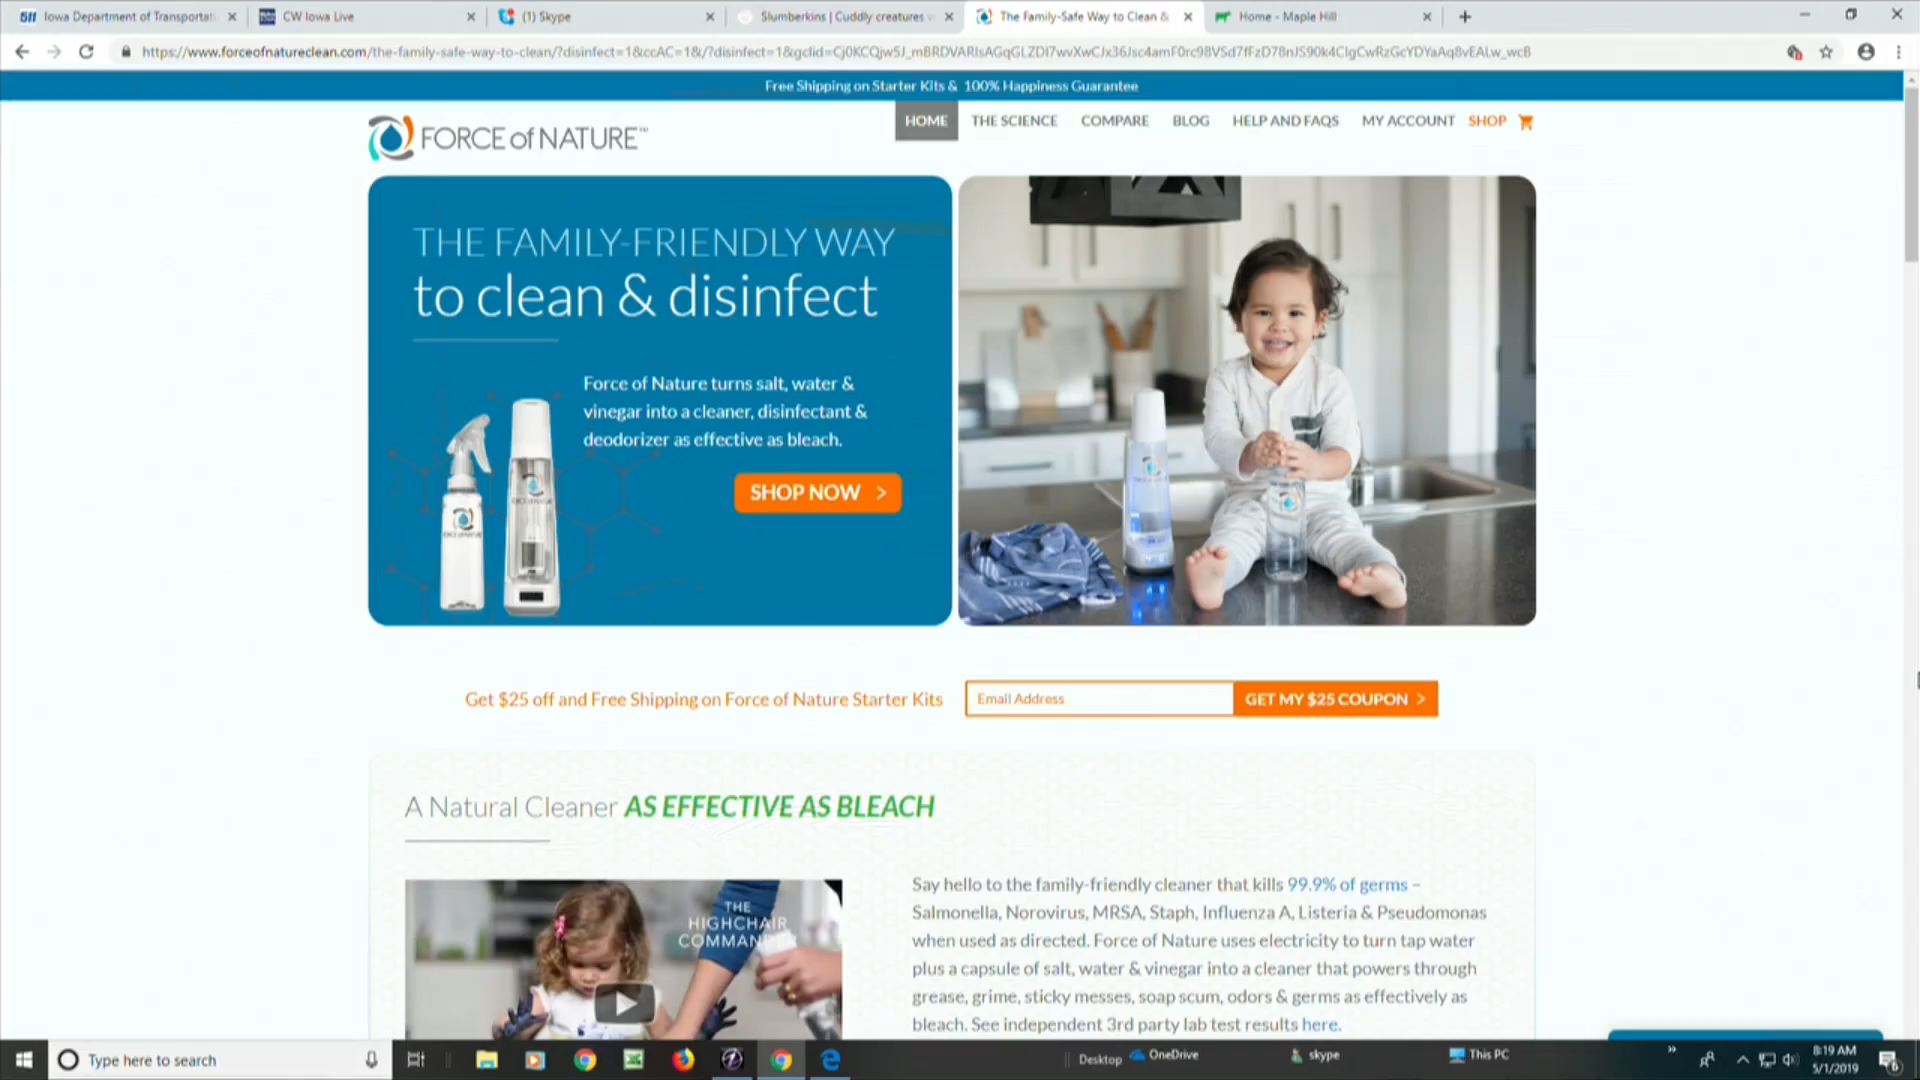 Iowa Department of Transportati
CW Iowa Live
(1) Skype
Slumberkins | Cuddly creatures w
The Family-Safe Way to Clean &
Home - Maple Hill
Free Shipping on Starter Kits & 100% Happiness Guarantee
FORCE of NATURE™
HOME
THE SCIENCE
COMPARE
BLOG
HELP AND FAQS
MY ACCOUNT
SHOP
THE FAMILY-FRIENDLY WAY
to clean & disinfect
Force of Nature turns salt, water &
vinegar into a cleaner, disinfectant &
deodorizer as effective as bleach.
SHOP NOW >
Get $25 off and Free Shipping on Force of Nature Starter Kits
Email Address
GET MY $25 COUPON >
A Natural Cleaner AS EFFECTIVE AS BLEACH
THE
HIGHCHAIR
Say hello to the family-friendly cleaner that kills 99.9% of germs –
Salmonella, Norovirus, MRSA, Staph, Influenza A, Listeria & Pseudomonas
when used as directed. Force of Nature uses electricity to turn tap water
plus a capsule of salt, water & vinegar into a cleaner that powers through
grease, grime, sticky messes, soap scum, odors & germs as effectively as
bleach. See independent 3rd party lab test results here.
Type here to search
Desktop
OneDrive
skype
This PC
8:19 AM
5/1/2019